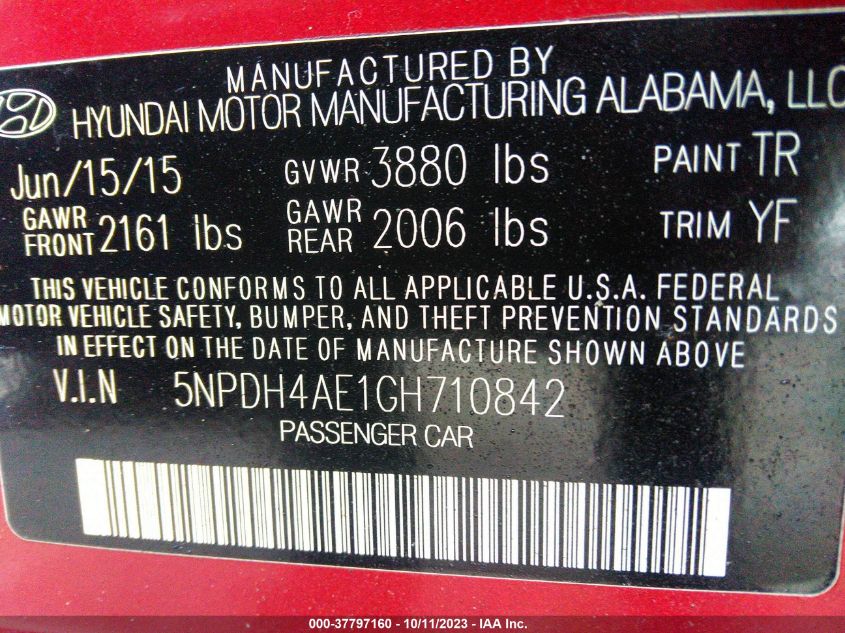 MANUFACTURED BY
HYUNDAI MOTOR MANUFACTURING ALABAMA, LLC
Jun/15/15 GVWR 3880 lbs PAINT TR
GAWR FRONT 2161 lbs GAWR REAR 2006 lbs TRIM YF
THIS VEHICLE CONFORMS TO ALL APPLICABLE U.S.A. FEDERAL
MOTOR VEHICLE SAFETY, BUMPER, AND THEFT PREVENTION STANDARDS
IN EFFECT ON THE DATE OF MANUFACTURE SHOWN ABOVE
V.I.N 5NPDH4AE1GH710842
PASSENGER CAR
000-37797160 - 10/11/2023 - IAA Inc.